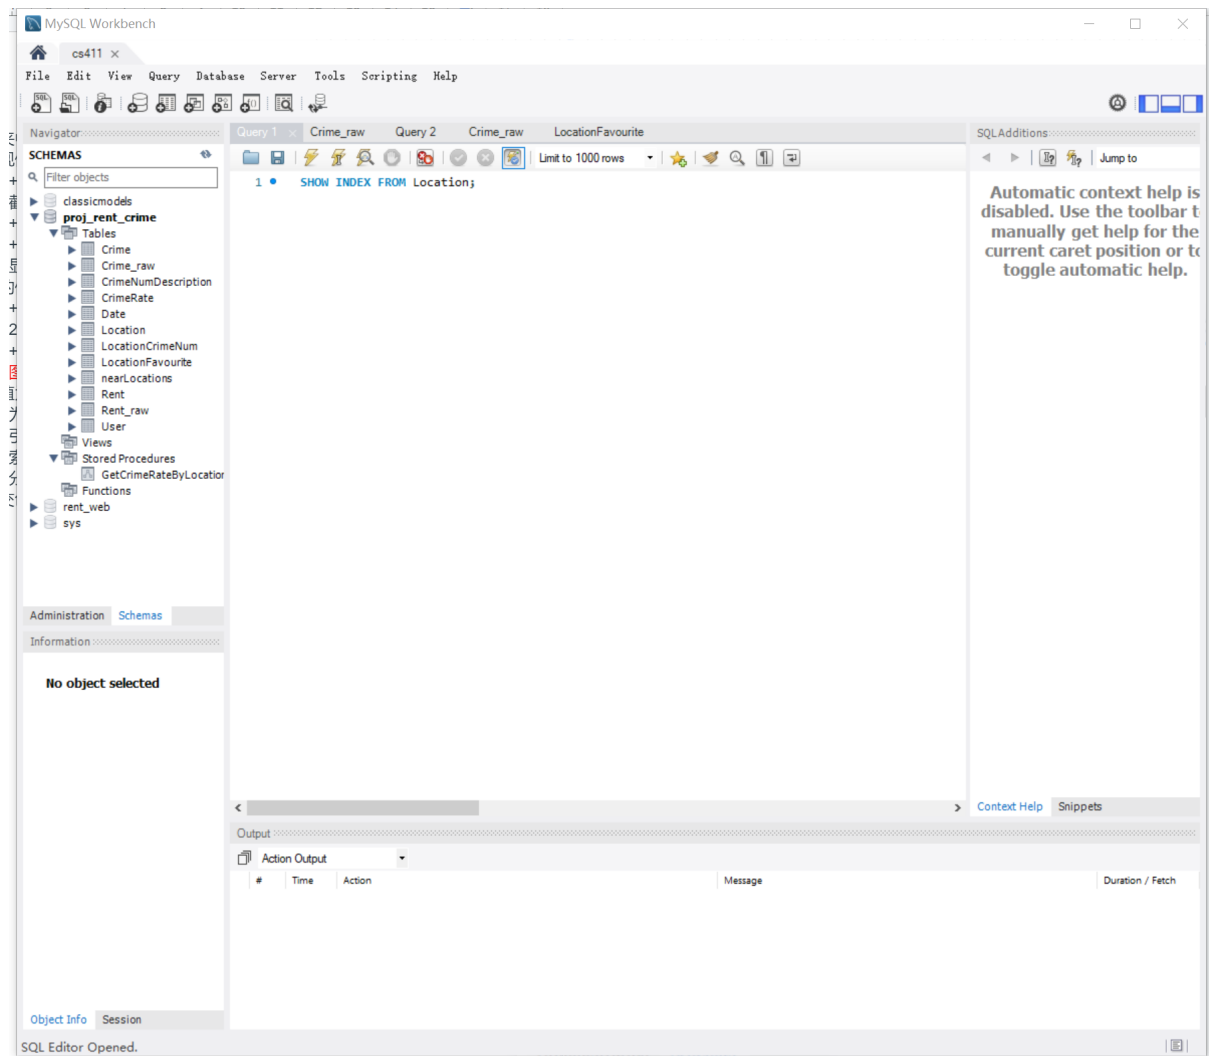 MySQL Workbench
cs411
File Edit View Query Database Server Tools Scripting Help
Navigator
SCHEMAS
Filter objects
classicmodels
proj_rent_crime
Tables
Crime
Crime_raw
CrimeNumDescription
CrimeRate
Date
Location
LocationCrimeNum
LocationFavourite
nearLocations
Rent
Rent_raw
User
Views
Stored Procedures
GetCrimeRateByLocation
Functions
rent_web
sys
Administration Schemas
Information
No object selected
Object Info Session
Query 1 Crime_raw Query 2 Crime_raw LocationFavourite
Limit to 1000 rows
1 SHOW INDEX FROM Location;
Output
Action Output
# Time Action Message Duration / Fetch
SQLAdditions
Jump to
Automatic context help is
disabled. Use the toolbar t
manually get help for the
current caret position or to
toggle automatic help.
Context Help Snippets
SQL Editor Opened.